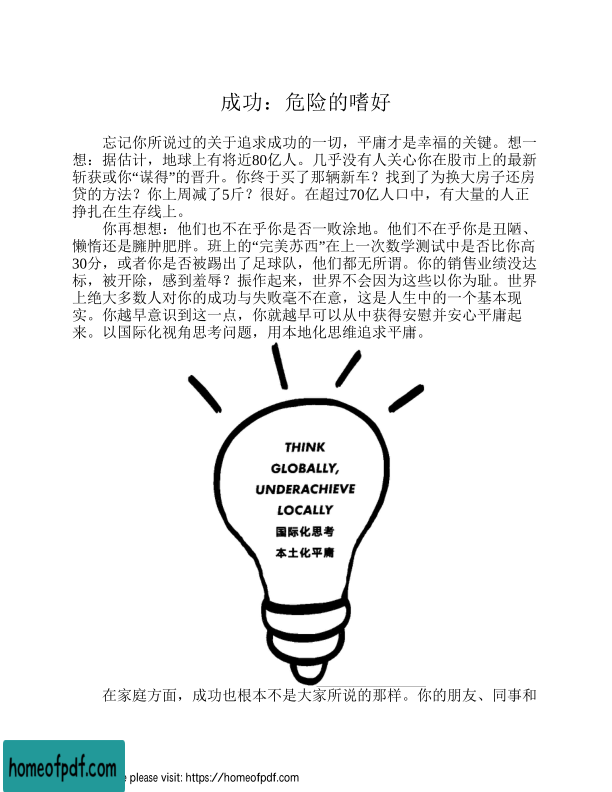 成功：危险的嗜好
忘记你所说过的关于追求成功的一切，平庸才是幸福的关键。想一
想：据估计，地球上有将近80亿人。几乎没有人关心你在股市上的最新
斩获或你“谋得”的晋升。你终于买了那辆新车？找到了为换大房子还房
贷的方法？你上周减了5斤？很好。在超过70亿人口中，有大量的人正
挣扎在生存线上。
你再想想：他们也不在乎你是否一败涂地。他们不在乎你是丑陋、
懒惰还是臃肿肥胖。班上的“完美苏西”在上一次数学测试中是否比你高
30分，或者你是否被踢出了足球队，他们都无所谓。你的销售业绩没达
标，被开除，感到羞辱？振作起来，世界不会因为这些以你为耻。世界
上绝大多数人对你的成功与失败毫不在意，这是人生中的一个基本现
实。你越早意识到这一点，你就越早可以从中获得安慰并安心平庸起
来。以国际化视角思考问题，用本地化思维追求平庸。
THINK
GLOBALLY,
UNDERACHIEVE
LOCALLY
国际化思考
本土化平庸
在家庭方面，成功也根本不是大家所说的那样。你的朋友、同事和
homeofpdf.com
e please visit: https://homeofpdf.com